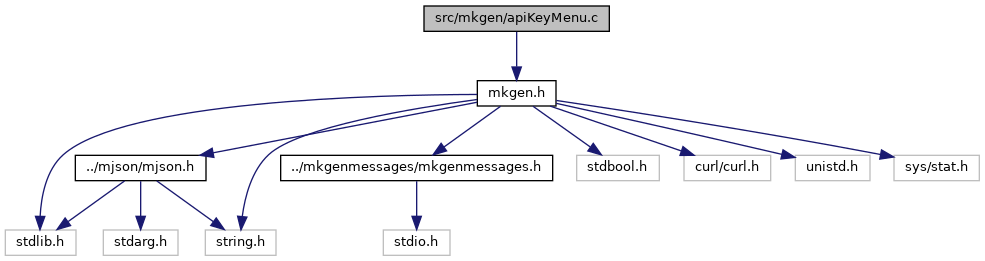 src/mkgen/apiKeyMenu.c
mkgen.h
../mjson/mjson.h
../mkgenmessages/mkgenmessages.h
stdbool.h
curl/curl.h
unistd.h
sys/stat.h
stdlib.h
stdarg.h
string.h
stdio.h